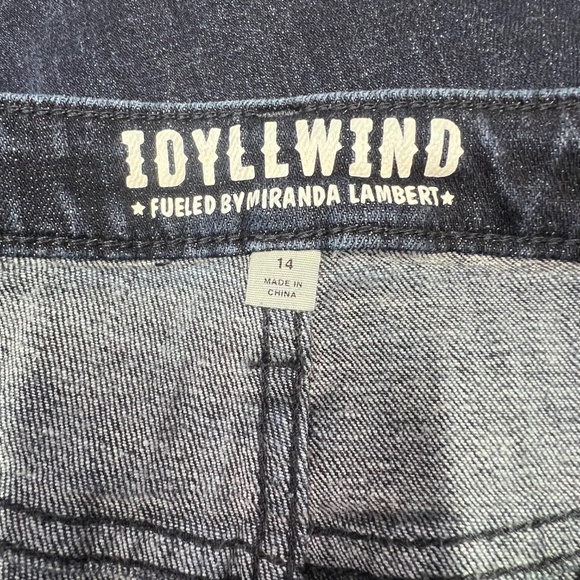 IDYLLWIND
★ FUELED BY MIRANDA LAMBERT ★
14
MADE IN
CHINA